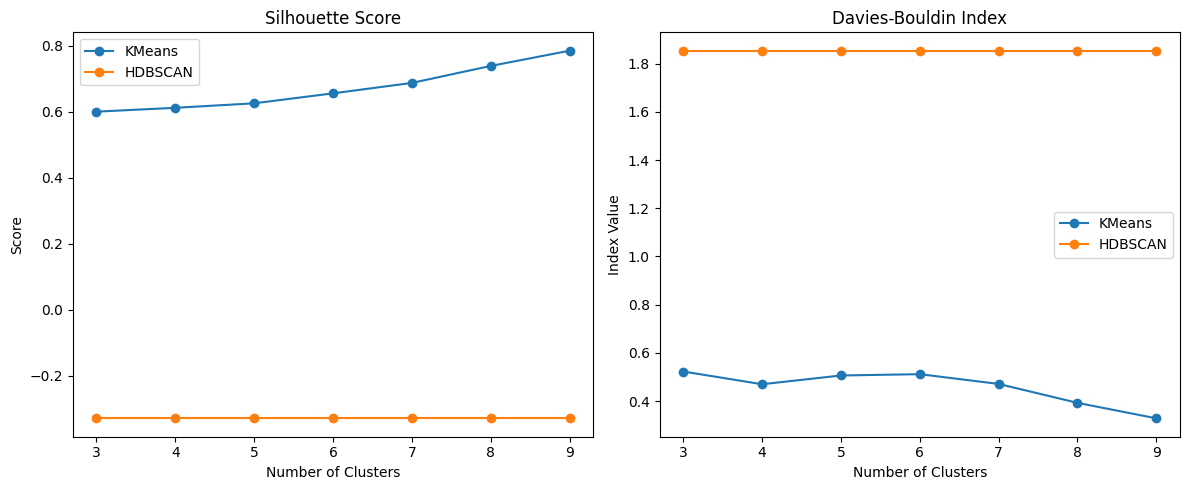 Silhouette Score
KMeans
HDBSCAN
0.8
0.6
0.4
0.2
0.0
−0.2
Score
3 4 5 6 7 8 9
Number of Clusters
Davies-Bouldin Index
KMeans
HDBSCAN
1.8
1.6
1.4
1.2
1.0
0.8
0.6
0.4
Index Value
3 4 5 6 7 8 9
Number of Clusters